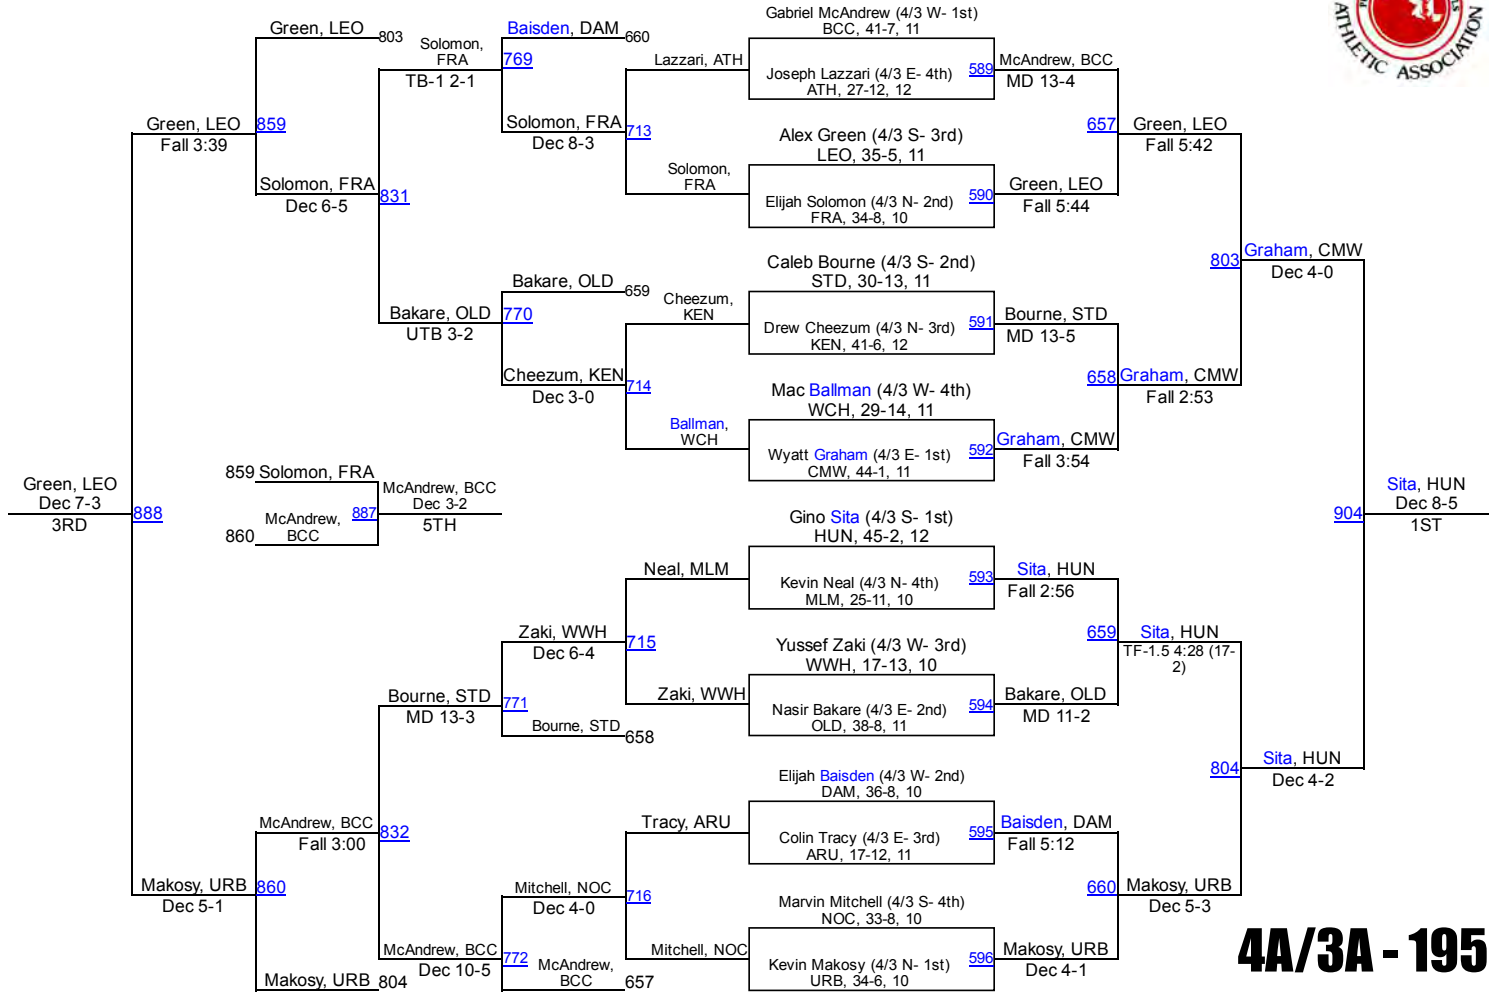 Green, LEO
803
Solomon,
FRA
TB-1 2-1
Baisden, DAM
660
769
Solomon, FRA
Dec 8-3
713
Lazzari, ATH
Solomon,
FRA
Green, LEO
Fall 3:39
859
Solomon, FRA
Dec 6-5
831
Bakare, OLD
UTB 3-2
770
Bakare, OLD
659
Cheezum, KEN
Dec 3-0
714
Cheezum,
KEN
Ballman,
WCH
Gabriel McAndrew (4/3 W- 1st)
BCC, 41-7, 11
Joseph Lazzari (4/3 E- 4th)
ATH, 27-12, 12
589
McAndrew, BCC
MD 13-4
Alex Green (4/3 S- 3rd)
LEO, 35-5, 11
Elijah Solomon (4/3 N- 2nd)
FRA, 34-8, 10
590
Green, LEO
Fall 5:44
657
Green, LEO
Fall 5:42
Caleb Bourne (4/3 S- 2nd)
STD, 30-13, 11
Drew Cheezum (4/3 N- 3rd)
KEN, 41-6, 12
591
Bourne, STD
MD 13-5
Mac Ballman (4/3 W- 4th)
WCH, 29-14, 11
Wyatt Graham (4/3 E- 1st)
CMW, 44-1, 11
592
Graham, CMW
Fall 3:54
658
Graham, CMW
Fall 2:53
803
Graham, CMW
Dec 4-0
Green, LEO
Dec 7-3
3RD
888
859
Solomon, FRA
McAndrew,
BCC
860
887
McAndrew, BCC
Dec 3-2
5TH
904
Sita, HUN
Dec 8-5
1ST
Gino Sita (4/3 S- 1st)
HUN, 45-2, 12
Kevin Neal (4/3 N- 4th)
MLM, 25-11, 10
593
Sita, HUN
Fall 2:56
Yussef Zaki (4/3 W- 3rd)
WWH, 17-13, 10
Nasir Bakare (4/3 E- 2nd)
OLD, 38-8, 11
594
Bakare, OLD
MD 11-2
659
Sita, HUN
TF-1.5 4:28 (17-
2)
Elijah Baisden (4/3 W- 2nd)
DAM, 36-8, 10
Colin Tracy (4/3 E- 3rd)
ARU, 17-12, 11
595
Baisden, DAM
Fall 5:12
Marvin Mitchell (4/3 S- 4th)
NOC, 33-8, 10
Kevin Makosy (4/3 N- 1st)
URB, 34-6, 10
596
Makosy, URB
Dec 4-1
660
Makosy, URB
Dec 5-3
804
Sita, HUN
Dec 4-2
Neal, MLM
Zaki, WWH
Dec 6-4
715
Zaki, WWH
Bourne, STD
MD 13-3
771
Bourne, STD
658
Tracy, ARU
McAndrew, BCC
Fall 3:00
832
Mitchell, NOC
Dec 4-0
716
Mitchell, NOC
Makosy, URB
Dec 5-1
860
McAndrew, BCC
Dec 10-5
772
McAndrew,
BCC
657
Makosy, URB
804
ATHLETIC ASSOCIATION
4A/3A - 195